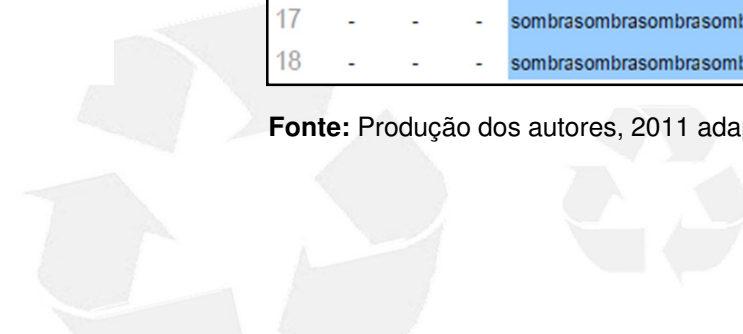 17 - - - sombrasombrasombrasomb
18 - - - sombrasombrasombrasomb
Fonte: Produção dos autores, 2011 ada